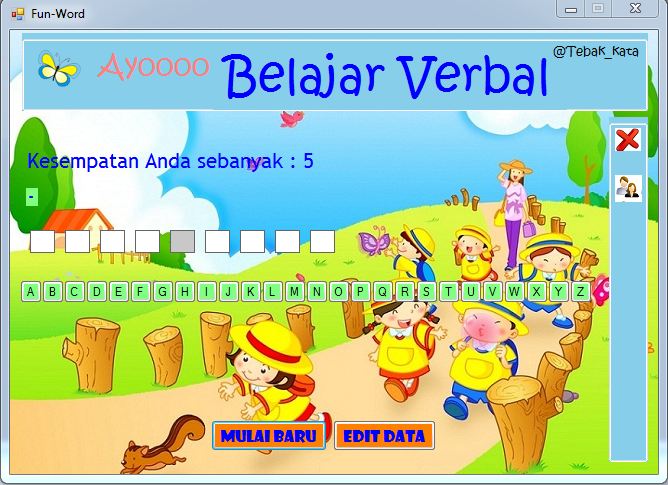 Fun-Word
Ayoooo Belajar Verbal
@Tebak_Kata
Kesempatan Anda sebanyak : 5
-
A B C D E F G H I J K L M N O P Q R S T U V W X Y Z
MULAI BARU EDIT DATA